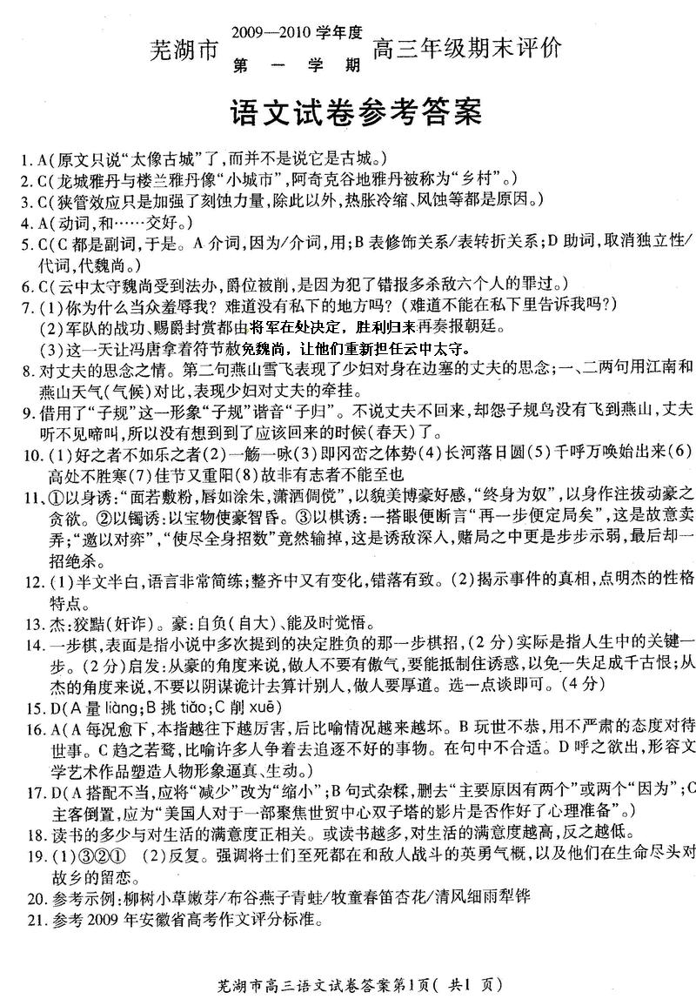 芜湖市 2009—2010 学年度 第一学期 高三年级期末评价
语文试卷参考答案
1. A(原文只说“太像古城”了,而并不是说它是古城。)
2. C(龙城雅丹与楼兰雅丹像“小城市”,阿奇克谷地雅丹被称为“乡村”。)
3. C(狭管效应只是加强了刻蚀力量,除此以外,热胀冷缩、风蚀等都是原因。)
4. A(动词,和……交好。)
5. C(C 都是副词,于是。A 介词,因为/介词,用;B 表修饰关系/表转折关系;D 助词,取消独立性/
代词,代魏尚。)
6. C(云中太守魏尚受到法办,爵位被削,是因为犯了错报多杀敌六个人的罪过。)
7. (1)你为什么当众羞辱我?难道没有私下的地方吗?(难道不能在私下里告诉我吗?)
(2)军队的战功、赐爵封赏都由将军在处决定,胜利归来再奏报朝廷。
(3)这一天让冯唐拿着符节赦免魏尚,让他们重新担任云中太守。
8. 对丈夫的思念之情。第二句燕山雪飞表现了少妇对身在边塞的丈夫的思念;一、二两句用江南和
燕山天气(气候)对比,表现少妇对丈夫的牵挂。
9. 借用了“子规”这一形象“子规”谐音“子归”。不说丈夫不回来,却怨子规鸟没有飞到燕山,丈夫
听不见啼叫,所以没有想到到了应该回来的时候(春天)了。
10. (1)好之者不如乐之者(2)一觞一咏(3)即冈峦之体势(4)长河落日圆(5)千呼万唤始出来(6)
高处不胜寒(7)佳节又重阳(8)故非有志者不能至也
11、①以身诱:“面若敷粉,唇如涂朱,潇洒倜傥”,以貌美博豪好感,“终身为奴”,以身作注拔动豪之
贪欲。②以镯诱:以宝物使豪智昏。③以棋诱:一搭眼便断言“再一步便定局矣”,这是故意卖
弄;“邀以对弈”,“使尽全身招数”竟然输掉,这是诱敌深人,赌局之中更是步步示弱,最后却一
招绝杀。
12. (1)半文半白,语言非常简练;整齐中又有变化,错落有致。(2)揭示事件的真相,点明杰的性格
特点。
13. 杰:狡黠(奸诈)。豪:自负(自大)、能及时觉悟。
14. 一步棋,表面是指小说中多次提到的决定胜负的那一步棋招,(2 分)实际是指人生中的关键一
步。(2 分)启发:从豪的角度来说,做人不要有傲气,要能抵制住诱惑,以免一失足成千古恨;从
杰的角度来说,不要以阴谋诡计去算计别人,做人要厚道。选一点谈即可。(4 分)
15. D(A 量 liàng;B 挑 tiǎo;C 削 xuē)
16. A(A 每况愈下,本指越往下越厉害,后比喻情况越来越坏。B 玩世不恭,用不严肃的态度对待
世事。C 趋之若鹜,比喻许多人争着去追逐不好的事物。在句中不合适。D 呼之欲出,形容文
学艺术作品塑造人物形象逼真、生动。)
17. D(A 搭配不当,应将“减少”改为“缩小”;B 句式杂糅,删去“主要原因有两个”或两个“因为”;C
主客倒置,应为“美国人对于一部聚焦世贸中心双子塔的影片是否作好了心理准备”。)
18. 读书的多少与对生活的满意度正相关。或读书越多,对生活的满意度越高,反之越低。
19. (1)③②① (2)反复。强调将士们至死都在和敌人战斗的英勇气概,以及他们在生命尽头对
故乡的留恋。
20. 参考示例:柳树小草嫩芽/布谷燕子青蛙/牧童春笛杏花/清风细雨犁铧
21. 参考 2009 年安徽省高考作文评分标准。
芜湖市高三语文试卷答案第1页( 共1 页)